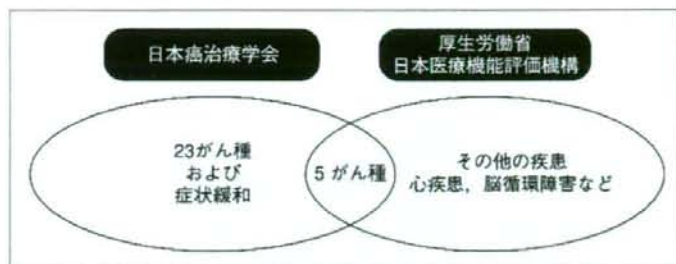 日本癌治療学会
厚生労働省
日本医療機能評価機構
23がん種
および
症状緩和
5 がん種
その他の疾患
心疾患，脳循環障害など